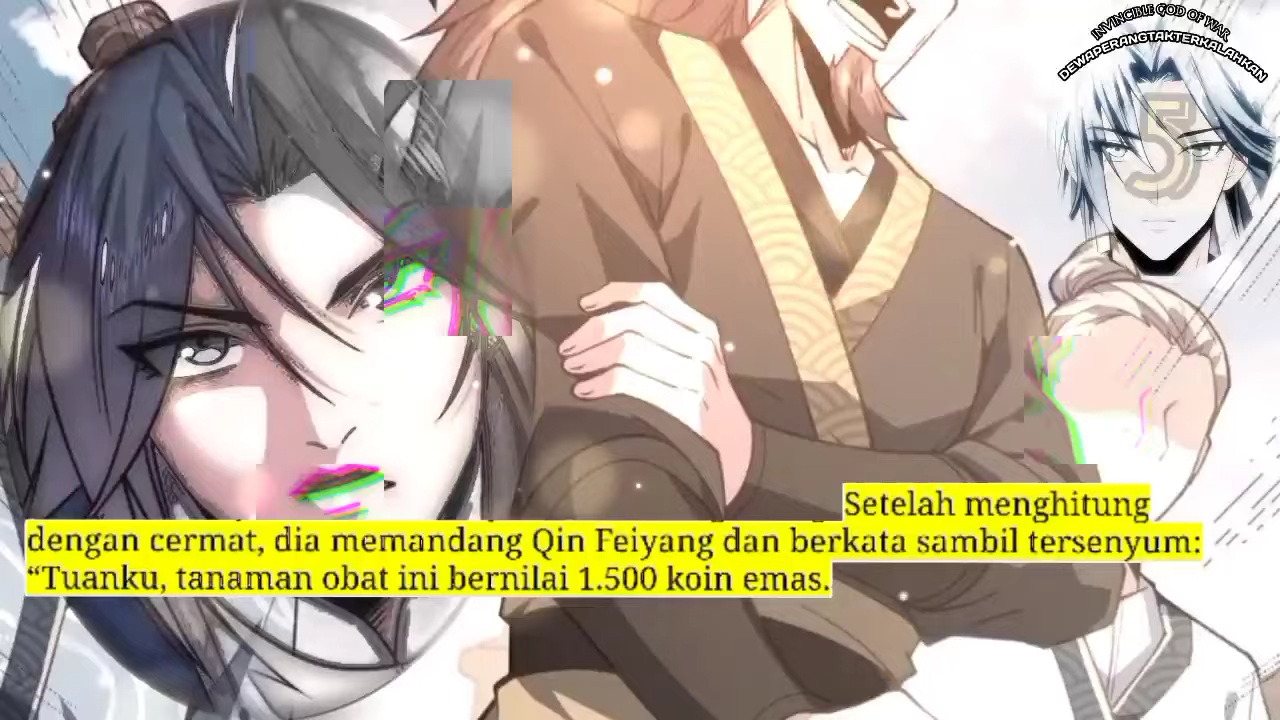 INVINCIBLE GOD OF WAR
DEWAPERANGTAKTERKALAHKAN
5
Setelah menghitung
dengan cermat, dia memandang Qin Feiyang dan berkata sambil tersenyum:
“Tuanku, tanaman obat ini bernilai 1.500 koin emas.